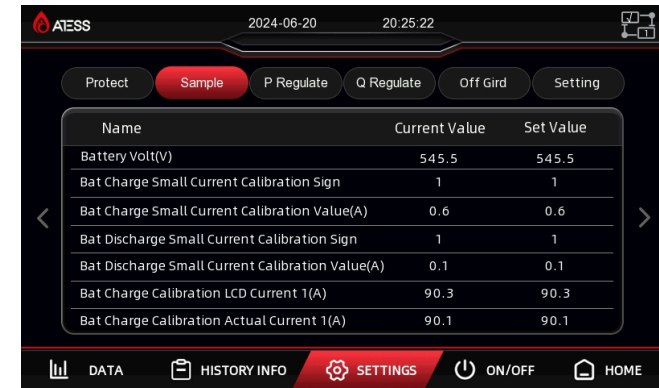 ATESS 2024-06-20 20:25:22
1
Protect Sample P Regulate Q Regulate Off Gird Setting
Name Current Value Set Value
Battery Volt(V) 545.5 545.5
Bat Charge Small Current Calibration Sign 1 1
Bat Charge Small Current Calibration Value(A) 0.6 0.6
Bat Discharge Small Current Calibration Sign 1 1
Bat Discharge Small Current Calibration Value(A) 0.1 0.1
Bat Charge Calibration LCD Current 1(A) 90.3 90.3
Bat Charge Calibration Actual Current 1(A) 90.1 90.1
DATA HISTORY INFO SETTINGS ON/OFF HOME